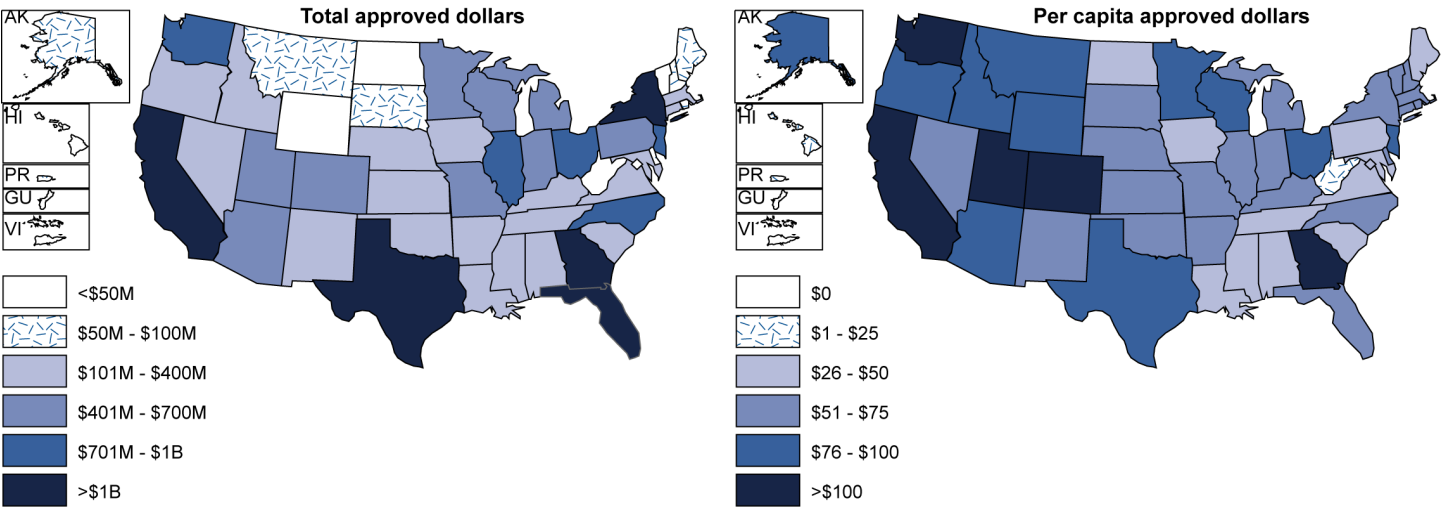 Total approved dollars
AK
HI
PR
GU
VI
<$50M
$50M - $100M
$101M - $400M
$401M - $700M
$701M - $1B
>$1B
Per capita approved dollars
AK
HI
PR
GU
VI
$0
$1 - $25
$26 - $50
$51 - $75
$76 - $100
>$100